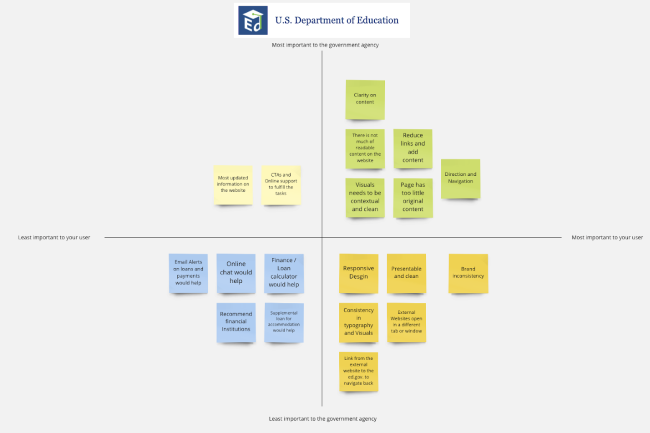 Ed
U.S. Department of Education
Most important to the government agency
Clarity on
content
There is not
much of
readable
content on the
website
Reduce
links and
add
content
Direction and
Navigation
Most updated
information on
the website
CTAs and
Online support
to fulfill the
tasks
Visuals
needs to be
contextual
and clean
Page has
too little
original
content
Least important to your user
Most important to your user
Email Alerts
on loans and
payments
would help
Online
chat would
help
Finance /
Loan
calculator
would help
Responsive
Desgin
Presentable
and clean
Brand
inconsistency
Recommend
financial
institutions
Supplemental
loan for
accommodation
would help
Consistency
in
typography
and Visuals
External
Websites open
in a different
tab or window
Link from the
external
website to the
ed.gov, to
navigate back
Least important to the government agency